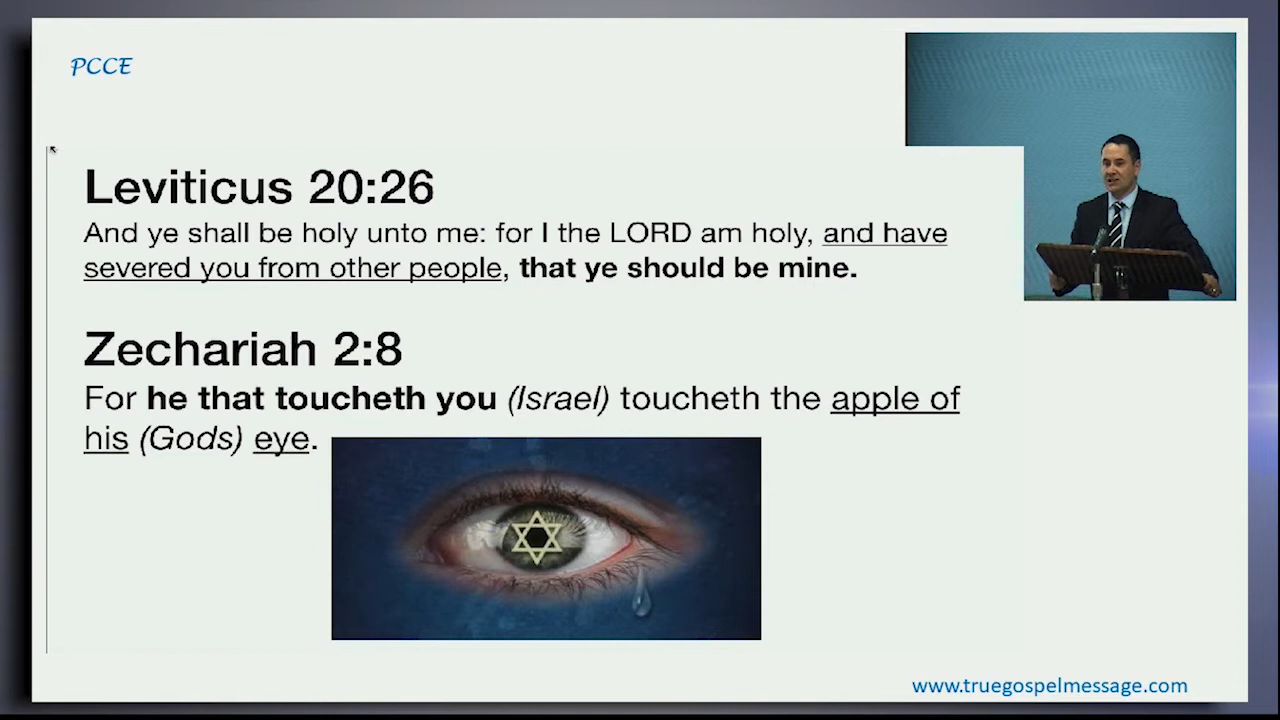 PCCE
Leviticus 20:26
And ye shall be holy unto me: for I the LORD am holy, and have
severed you from other people, that ye should be mine.
Zechariah 2:8
For he that toucheth you (Israel) toucheth the apple of
his (Gods) eye.
www.truegospelmessage.com